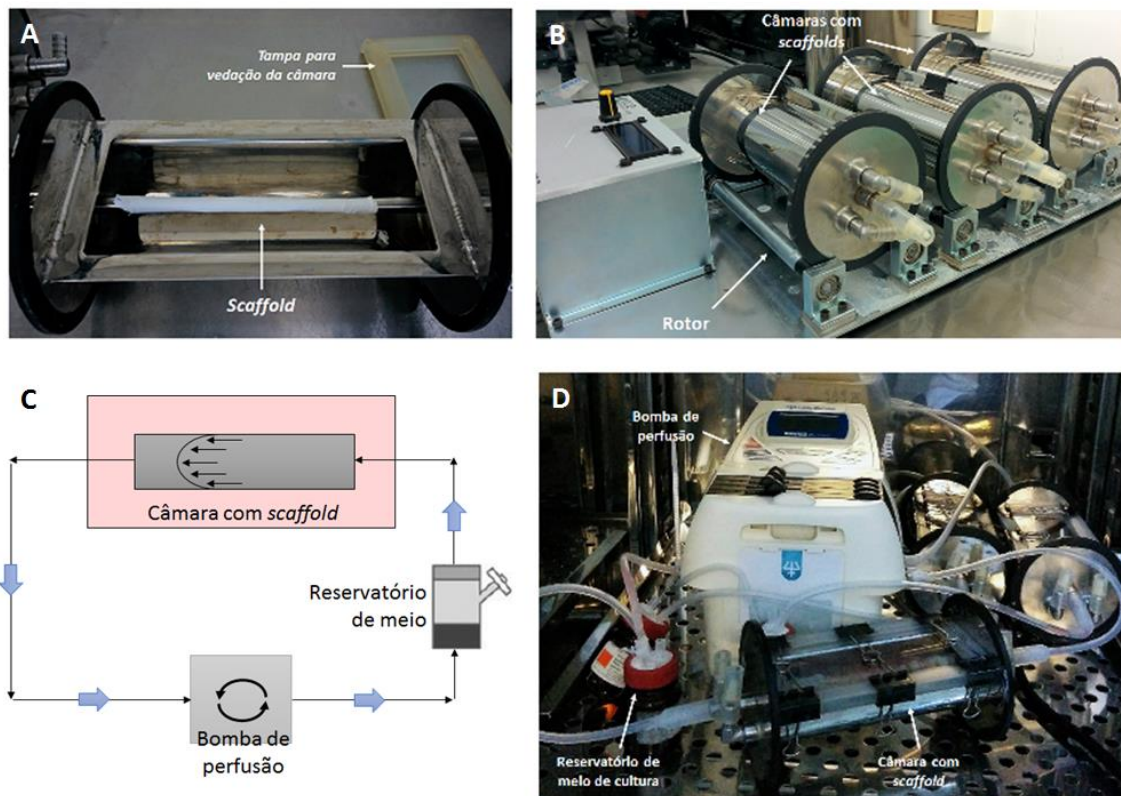 A
Tampa para
vedação da câmara
Scaffold
B
Câmaras com
scaffolds
Rotor
C
Câmara com scaffold
Reservatório
de meio
Bomba de
perfusão
D
Bomba de
perfusão
Reservatório de
meio de cultura
Câmara com
scaffold